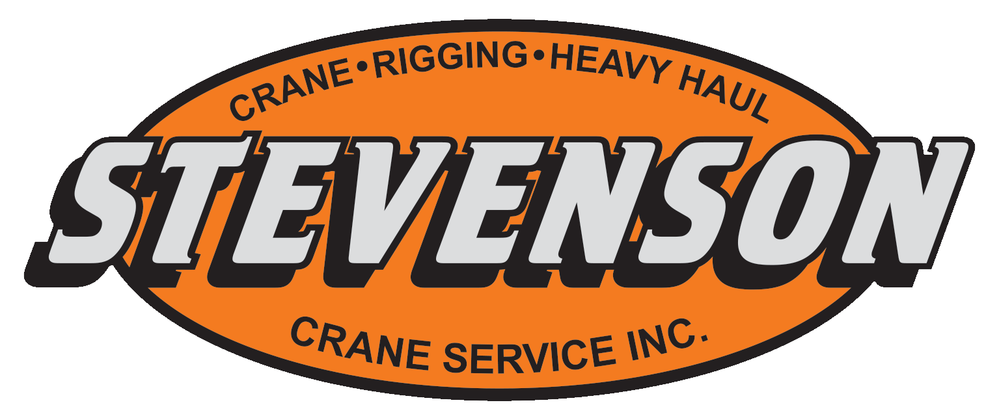 CRANE•RIGGING•HEAVY HAUL
STEVENSON
CRANE SERVICE INC.